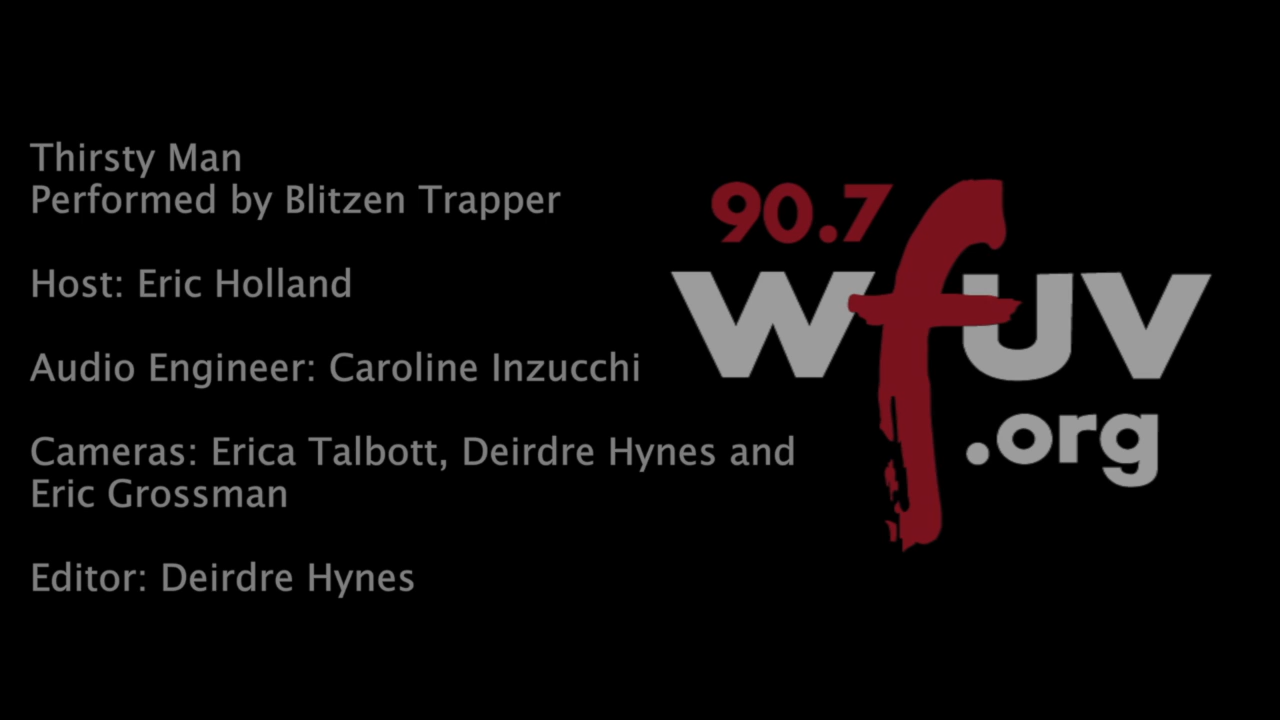 Thirsty Man
Performed by Blitzen Trapper
Host: Eric Holland
Audio Engineer: Caroline Inzucchi
Cameras: Erica Talbott, Deirdre Hynes and
Eric Grossman
Editor: Deirdre Hynes
90.7
wfuv
.org